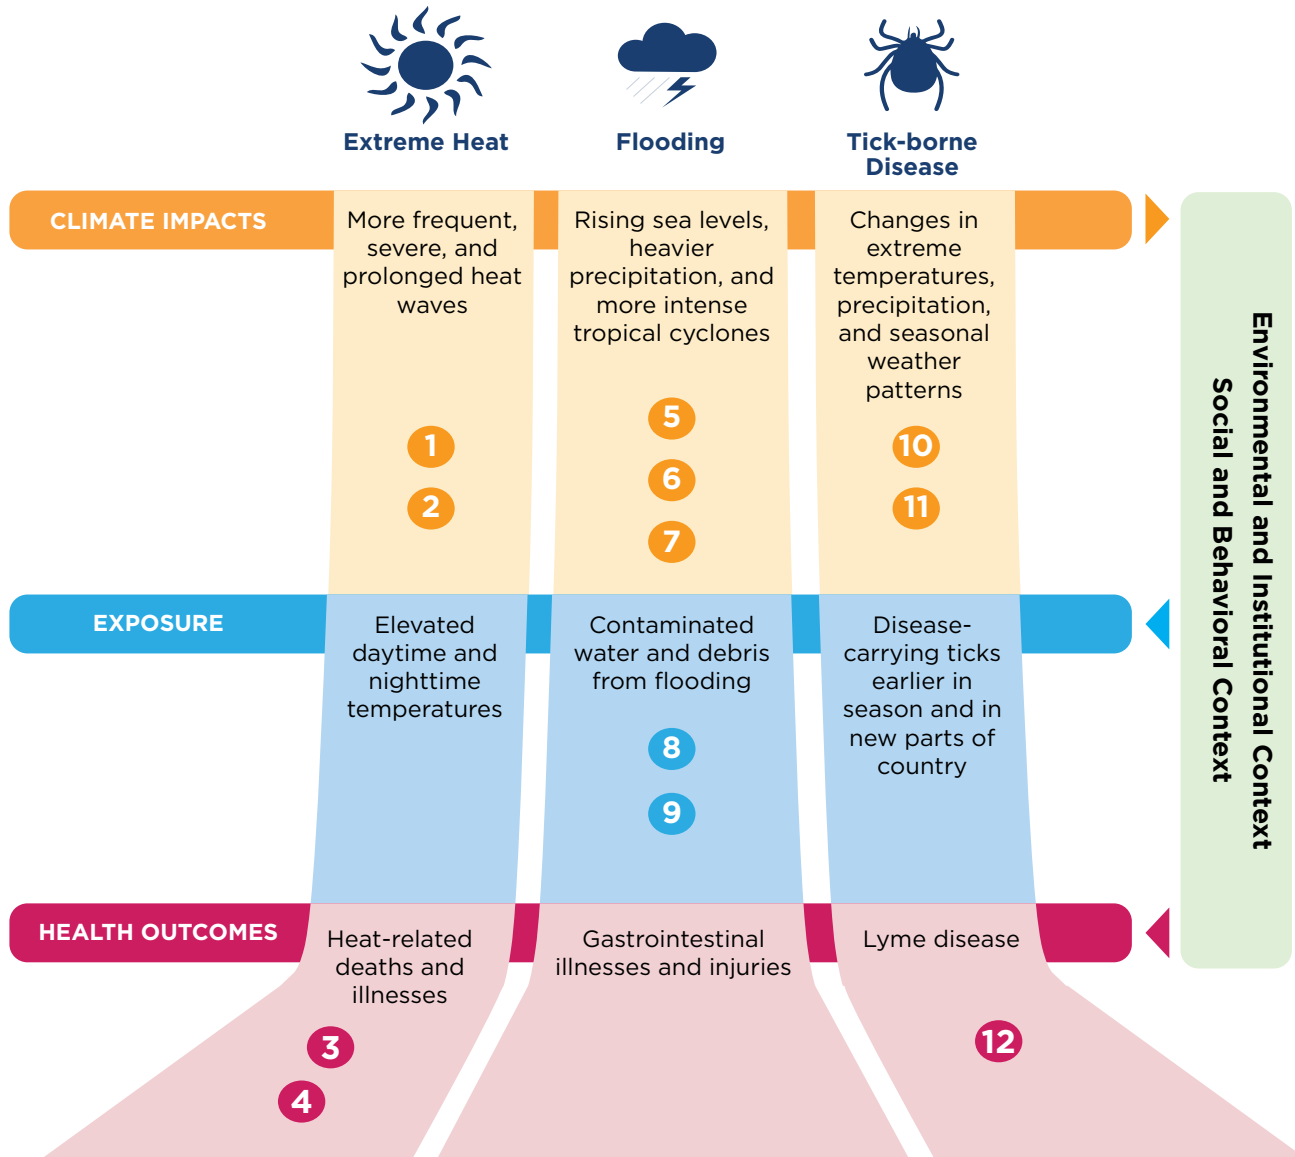 Extreme Heat
Flooding
Tick-borne
Disease
CLIMATE IMPACTS
More frequent,
severe, and
prolonged heat
waves
1
2
Rising sea levels,
heavier
precipitation, and
more intense
tropical cyclones
5
6
7
Changes in
extreme
temperatures,
precipitation,
and seasonal
weather
patterns
10
11
EXPOSURE
Elevated
daytime and
nighttime
temperatures
Contaminated
water and debris
from flooding
8
9
Disease-
carrying ticks
earlier in
season and in
new parts of
country
HEALTH OUTCOMES
Heat-related
deaths and
illnesses
3
4
Gastrointestinal
illnesses and injuries
Lyme disease
12
Environmental and Institutional Context
Social and Behavioral Context